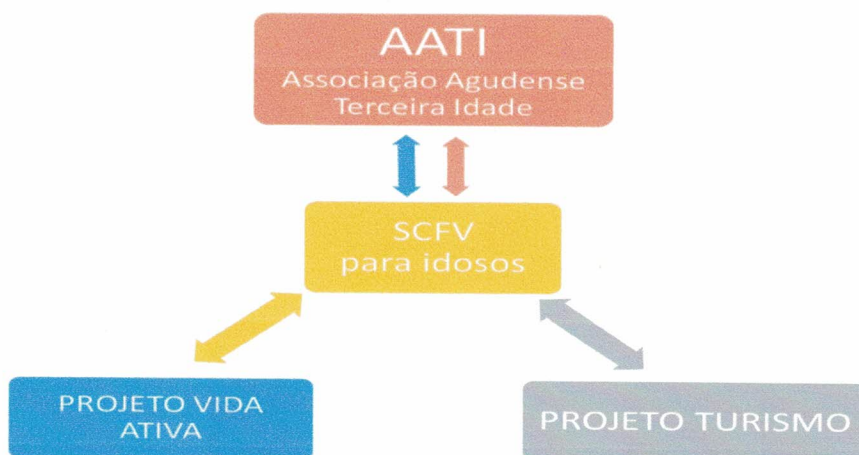 AATI
Associação Agudense
Terceira Idade
SCFV
para idosos
PROJETO VIDA
ATIVA
PROJETO TURISMO